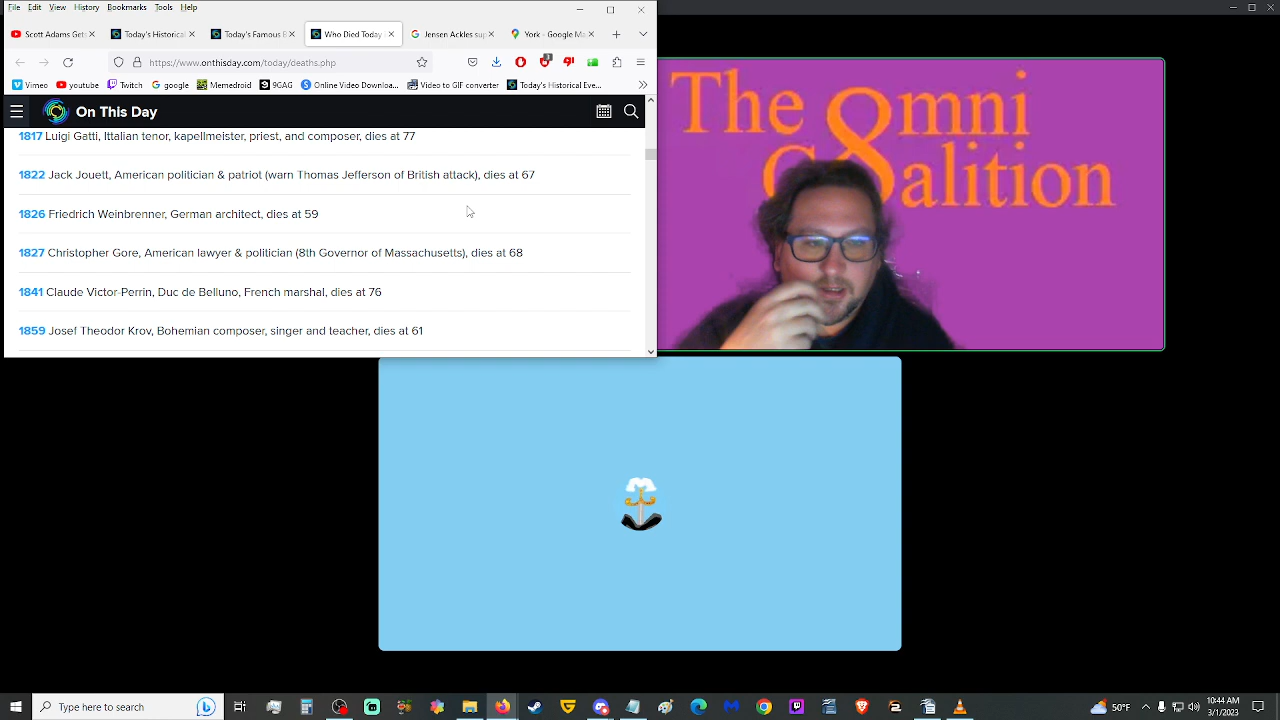 File Edit View History Bookmarks Tools Help
Scott Adams Gets
Today's Historical
Today's Famous B
Who Died Today
Jensen Ackles sup
York - Google Ma
https://www.onthisday.com/today/deaths.php
Vimeo youtube Twitch google Memedroid 9GAG Online Video Downloa... Video to GIF converter Today's Historical Eve...
On This Day
1817 Luigi Gatti, Ittalian tenor, kapellmeister, priest, and composer, dies at 77
1822 Jack Jouett, American politician & patriot (warn Thomas Jefferson of British attack), dies at 67
1826 Friedrich Weinbrenner, German architect, dies at 59
1827 Christopher Gore, American lawyer & politician (8th Governor of Massachusetts), dies at 68
1841 Claude Victor-Perrin, Duc de Belluno, French marshal, dies at 76
1859 Josef Theodor Krov, Bohemian composer, singer and teacher, dies at 61
The 8mni
C8alition
Type here to search
50°F
10:44 AM
3/1/2023